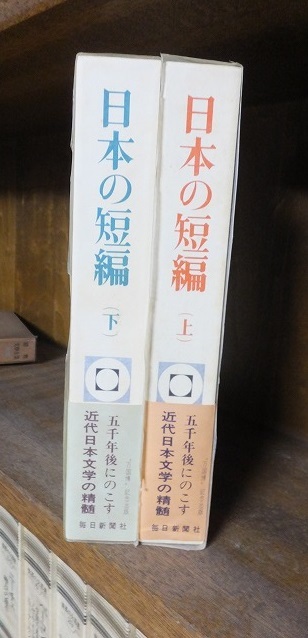 日本の短編
(上)
五千年後にのこす
近代日本文学の精髄
毎日新聞社
日本の短編
(下)
五千年後にのこす
近代日本文学の精髄
毎日新聞社